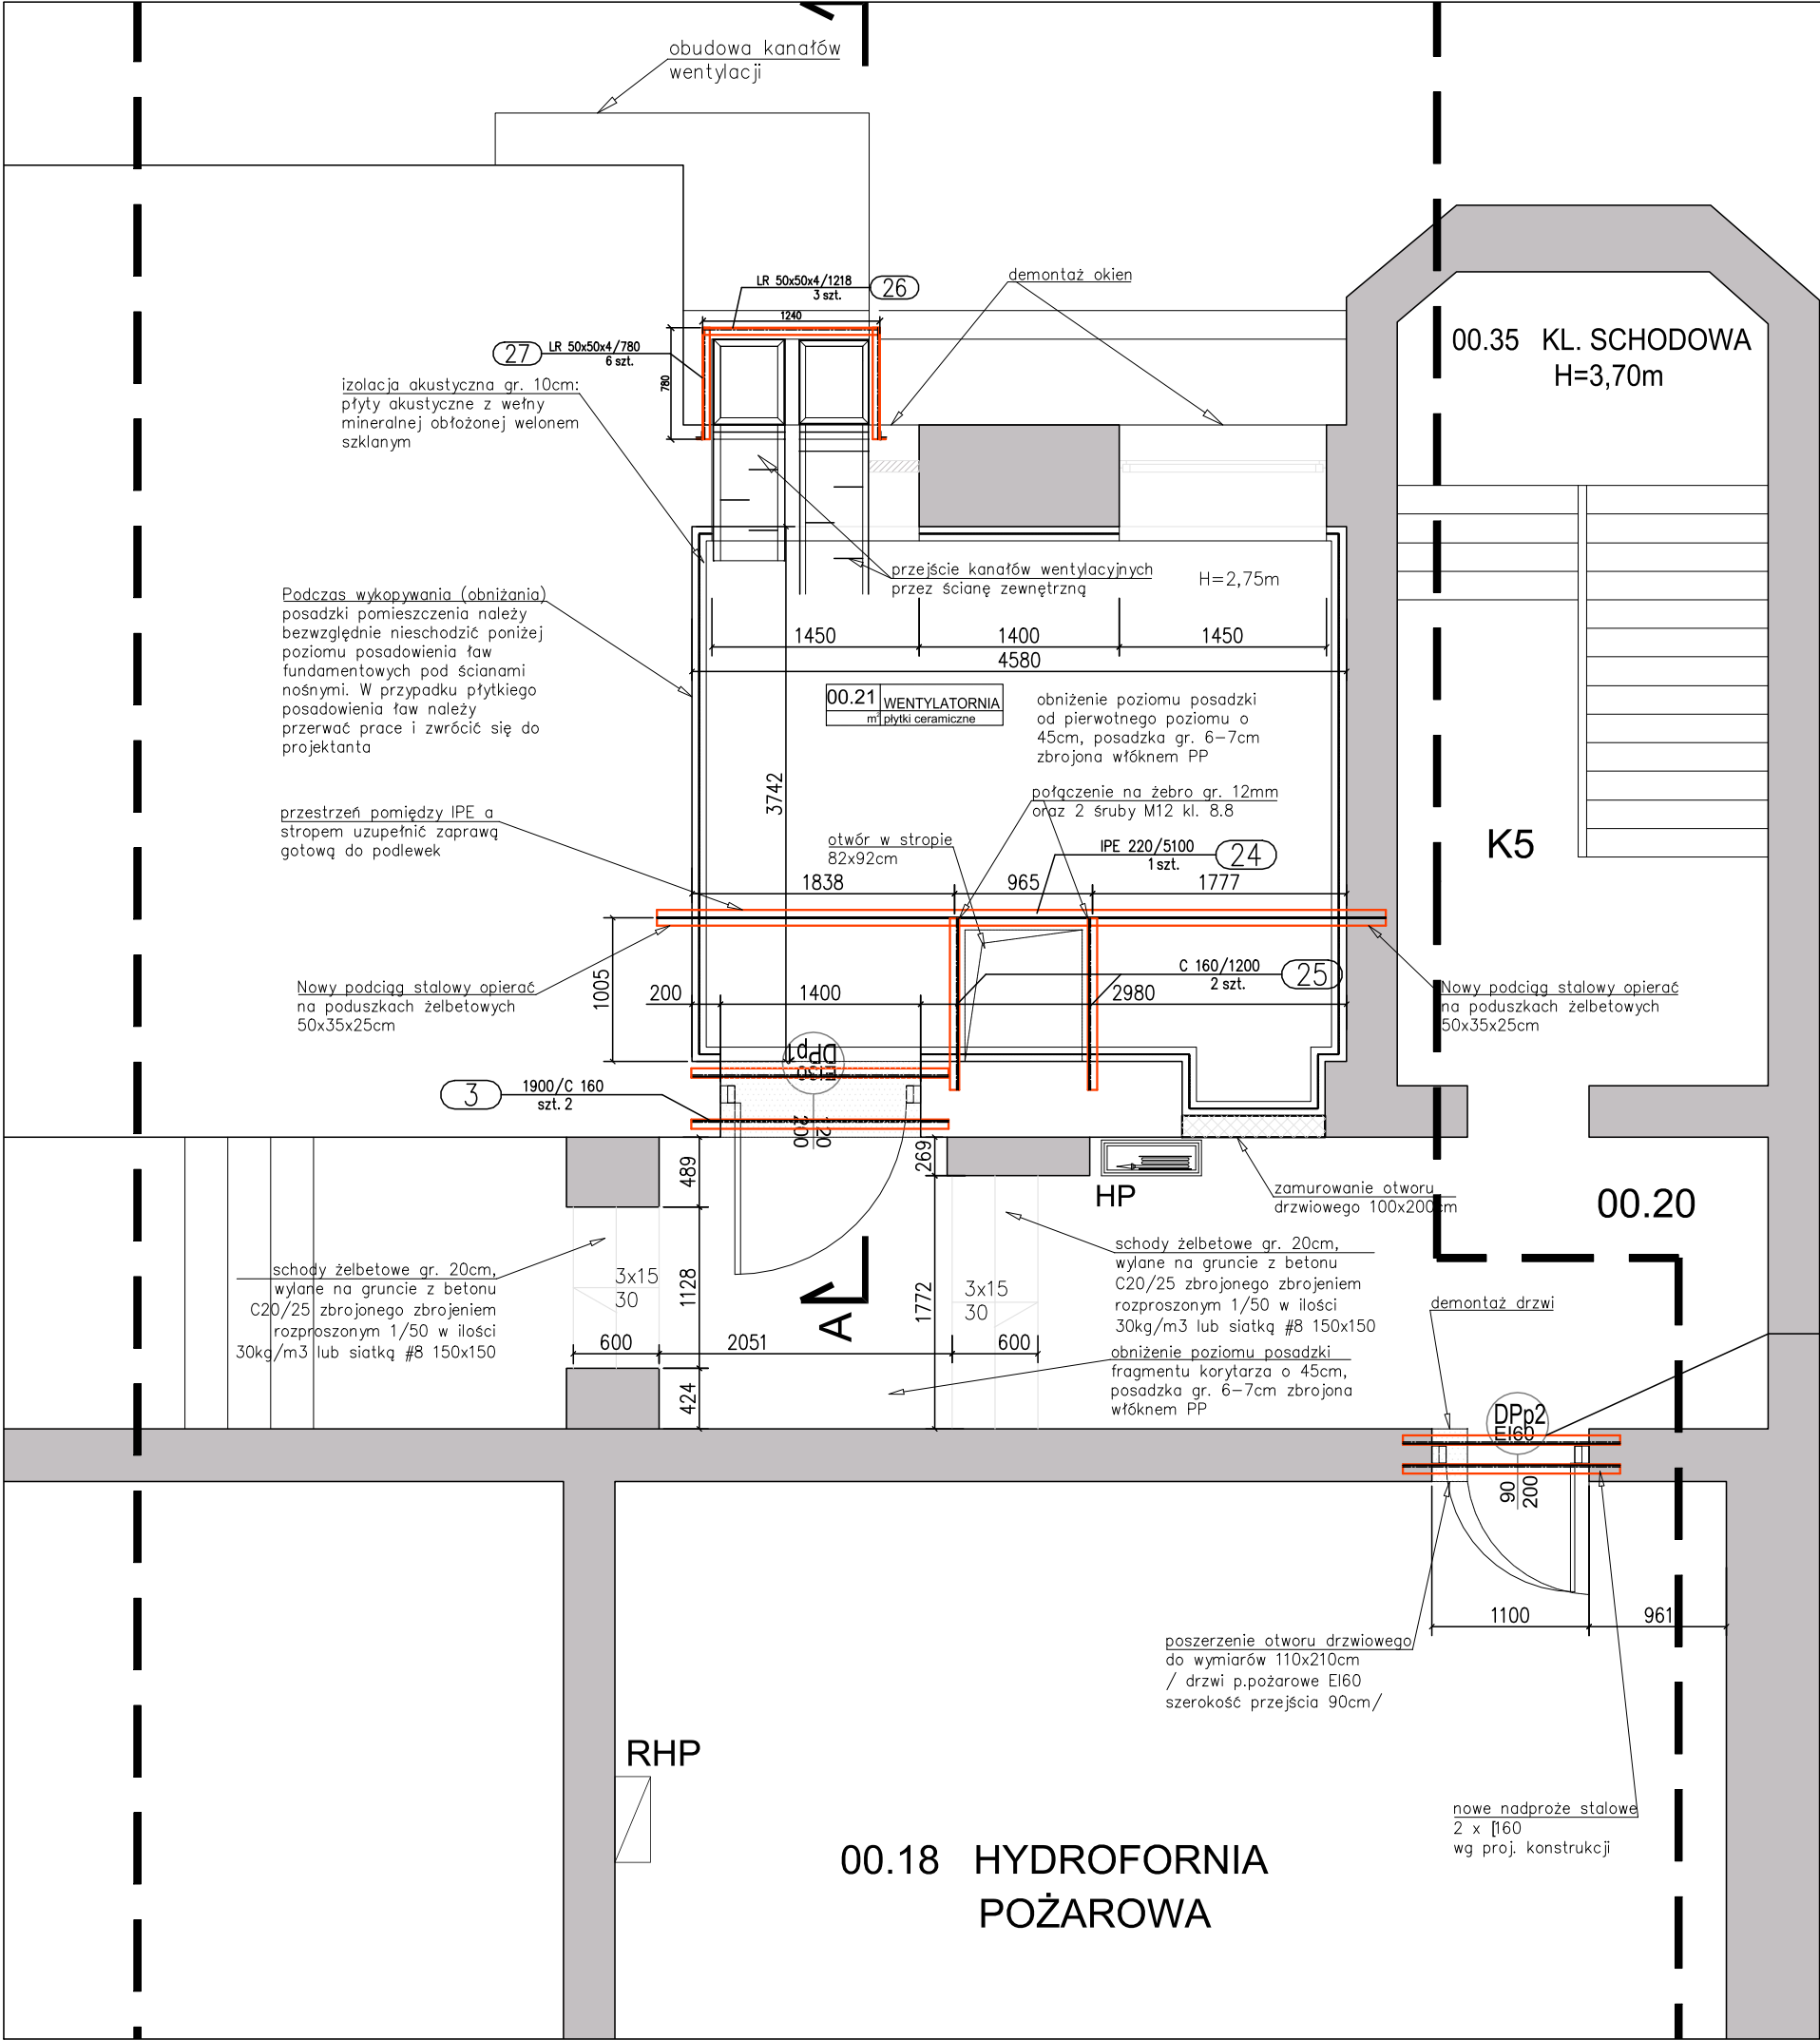 obudowa kanałów
wentylacji
LR 50x50x4/1218
3 szt.
26
1240
demontaż okien
27
LR 50x50x4/780
6 szt.
780
00.35 KL. SCHODOWA
H=3,70m
izolacja akustyczna gr. 10cm:
płyty akustyczne z wełny
mineralnej obłożonej welonem
szklanym
przejście kanałów wentylacyjnych
przez ścianę zewnętrzną
H=2,75m
Podczas wykopywania (obniżania)
posadzki pomieszczenia należy
bezwzględnie nieschodzić poniżej
poziomu posadowienia ław
fundamentowych pod ścianami
nośnymi. W przypadku płytkiego
posadowienia ław należy
przerwać prace i zwrócić się do
projektanta
1450
1400
1450
4580
00.21 WENTYLATORNIA
m² płytki ceramiczne
obniżenie poziomu posadzki
od pierwotnego poziomu o
45cm, posadzka gr. 6-7cm
zbrojona włóknem PP
3742
połączenie na żebro gr. 12mm
oraz 2 śruby M12 kl. 8.8
przestrzeń pomiędzy IPE a
stropem uzupełnić zaprawą
gotową do podlewek
otwór w stropie
82x92cm
IPE 220/5100
1 szt.
24
K5
1838
965
1777
1005
Nowy podciąg stalowy opierać
na poduszkach żelbetowych
50x35x25cm
200
1400
C 160/1200
2 szt.
25
2980
Nowy podciąg stalowy opierać
na poduszkach żelbetowych
50x35x25cm
DPp1
EI30
3
1900/C 160
szt. 2
120
200
489
269
HP
zamurowanie otworu
drzwiowego 100x200cm
00.20
schody żelbetowe gr. 20cm,
wylane na gruncie z betonu
C20/25 zbrojonego zbrojeniem
rozproszonym 1/50 w ilości
30kg/m3 lub siatką #8 150x150
3x15
30
1128
A
1772
3x15
30
schody żelbetowe gr. 20cm,
wylane na gruncie z betonu
C20/25 zbrojonego zbrojeniem
rozproszonym 1/50 w ilości
30kg/m3 lub siatką #8 150x150
demontaż drzwi
600
2051
600
424
obniżenie poziomu posadzki
fragmentu korytarza o 45cm,
posadzka gr. 6-7cm zbrojona
włóknem PP
DPp2
EI60
90
200
1100
961
poszerzenie otworu drzwiowego
do wymiarów 110x210cm
/ drzwi p.pożarowe EI60
szerokość przejścia 90cm/
RHP
nowe nadproże stalowe
2 x [160
wg proj. konstrukcji
00.18 HYDROFORNIA
POŻAROWA